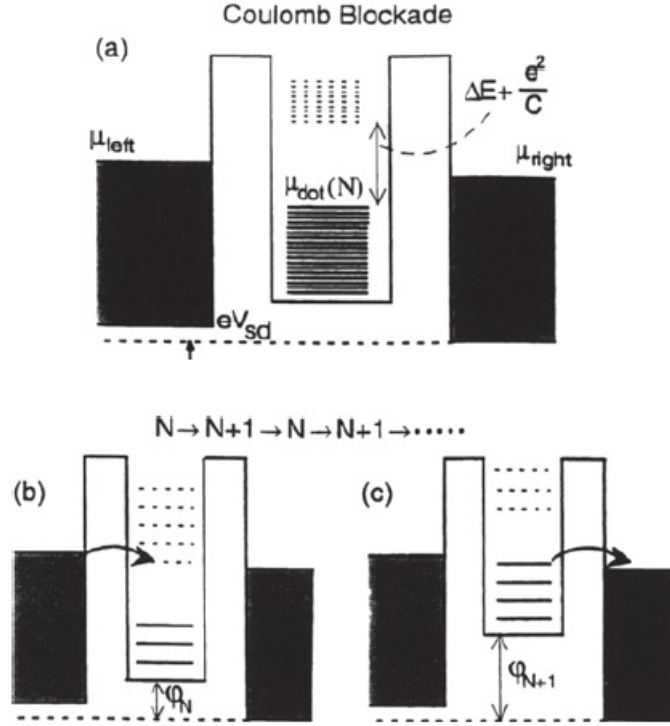 Coulomb Blockade
(a)
ΔE + e²/C
μleft
μright
μdot(N)
eVsd
N → N+1 → N → N+1 → ·····
(b)
(c)
φN
φN+1